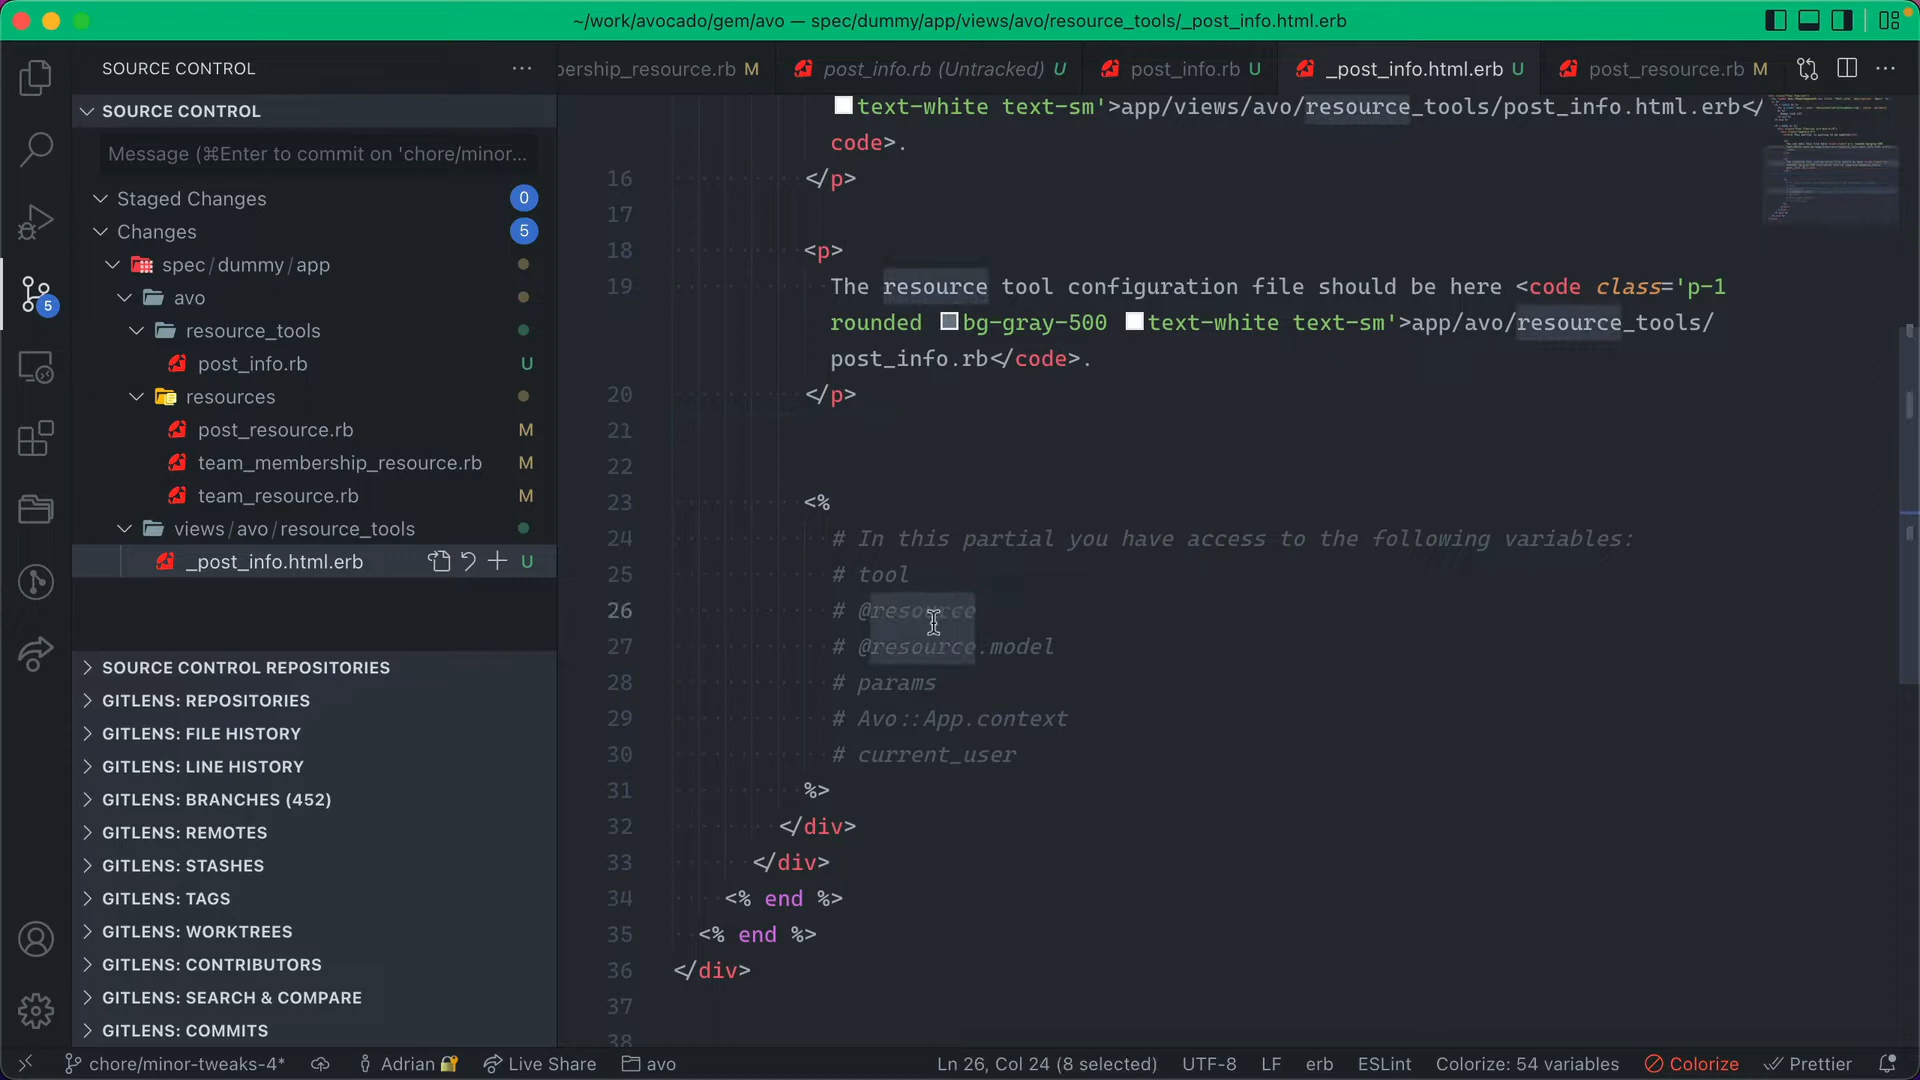 ~/work/avocado/gem/avo — spec/dummy/app/views/avo/resource_tools/_post_info.html.erb
SOURCE CONTROL
bership_resource.rb M
post_info.rb (Untracked) U
post_info.rb U
_post_info.html.erb U
post_resource.rb M
SOURCE CONTROL
Message (⌘Enter to commit on 'chore/minor...
Staged Changes 0
Changes 5
spec/dummy/app
avo
resource_tools
post_info.rb U
resources
post_resource.rb M
team_membership_resource.rb M
team_resource.rb M
views/avo/resource_tools
_post_info.html.erb U
5
SOURCE CONTROL REPOSITORIES
GITLENS: REPOSITORIES
GITLENS: FILE HISTORY
GITLENS: LINE HISTORY
GITLENS: BRANCHES (452)
GITLENS: REMOTES
GITLENS: STASHES
GITLENS: TAGS
GITLENS: WORKTREES
GITLENS: CONTRIBUTORS
GITLENS: SEARCH & COMPARE
GITLENS: COMMITS
text-white text-sm'>app/views/avo/resource_tools/post_info.html.erb</
code>.
16 </p>
17
18 <p>
19 The resource tool configuration file should be here <code class='p-1
rounded bg-gray-500 text-white text-sm'>app/avo/resource_tools/
post_info.rb</code>.
20 </p>
21
22
23 <%
24 # In this partial you have access to the following variables:
25 # tool
26 # @resource
27 # @resource.model
28 # params
29 # Avo::App.context
30 # current_user
31 %>
32 </div>
33 </div>
34 <% end %>
35 <% end %>
36 </div>
37
38
chore/minor-tweaks-4* Adrian Live Share avo Ln 26, Col 24 (8 selected) UTF-8 LF erb ESLint Colorize: 54 variables Colorize Prettier